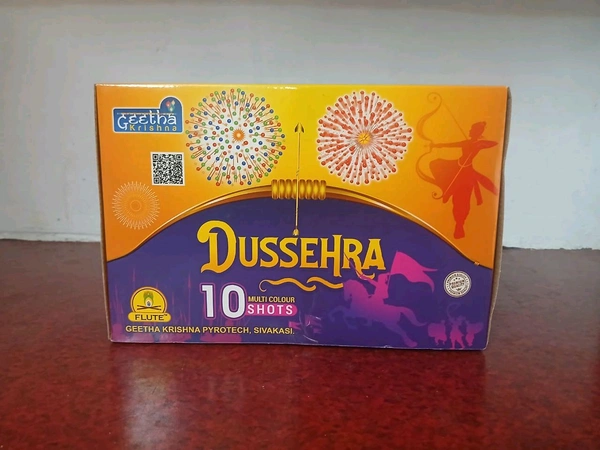 Geetha
Krishna
DUSSEHRA
10 MULTI COLOUR
SHOTS
FLUTE
GEETHA KRISHNA PYROTECH, SIVAKASI.